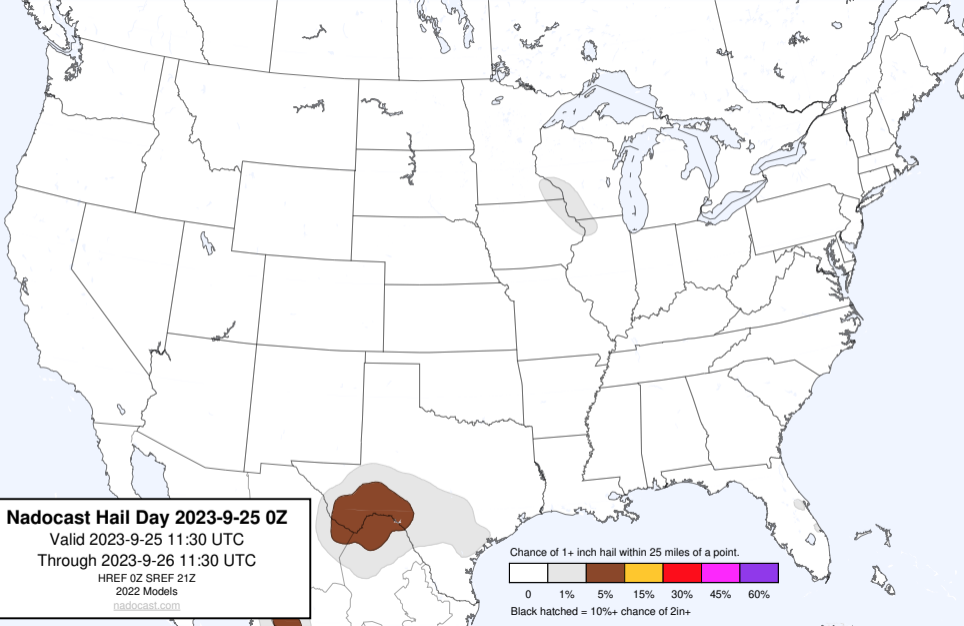 Nadocast Hail Day 2023-9-25 0Z
Valid 2023-9-25 11:30 UTC
Through 2023-9-26 11:30 UTC
HREF 0Z SREF 21Z
2022 Models
nadocast.com
Chance of 1+ inch hail within 25 miles of a point.
0 1% 5% 15% 30% 45% 60%
Black hatched = 10%+ chance of 2in+